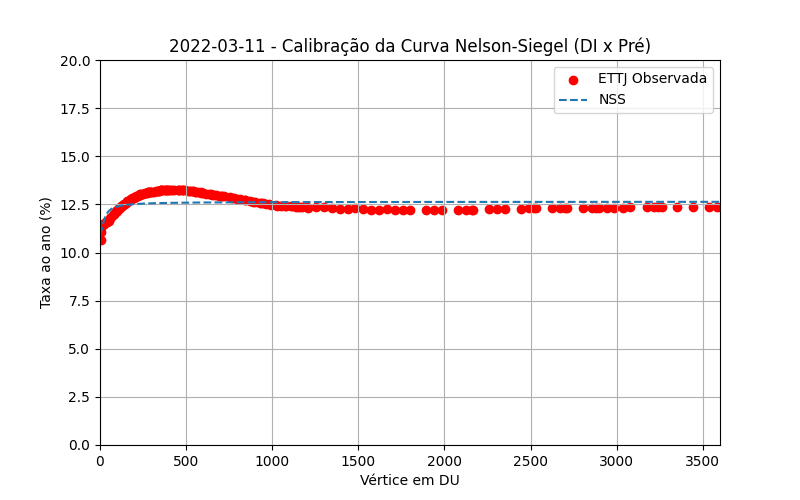 2022-03-11 - Calibração da Curva Nelson-Siegel (DI x Pré)
20.0
17.5
15.0
12.5
10.0
7.5
5.0
2.5
0.0
Taxa ao ano (%)
ETTJ Observada
NSS
0 500 1000 1500 2000 2500 3000 3500
Vértice em DU